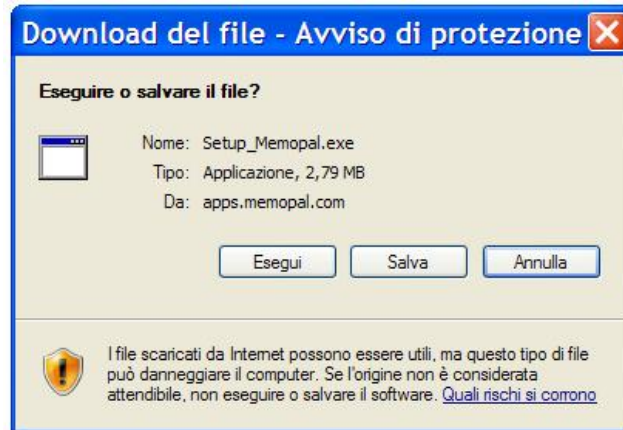 Download del file - Avviso di protezione
Eseguire o salvare il file?
Nome: Setup_Memopal.exe
Tipo: Applicazione, 2,79 MB
Da: apps.memopal.com
Esegui Salva Annulla
I file scaricati da Internet possono essere utili, ma questo tipo di file
può danneggiare il computer. Se l'origine non è considerata
attendibile, non eseguire o salvare il software. Quali rischi si corrono